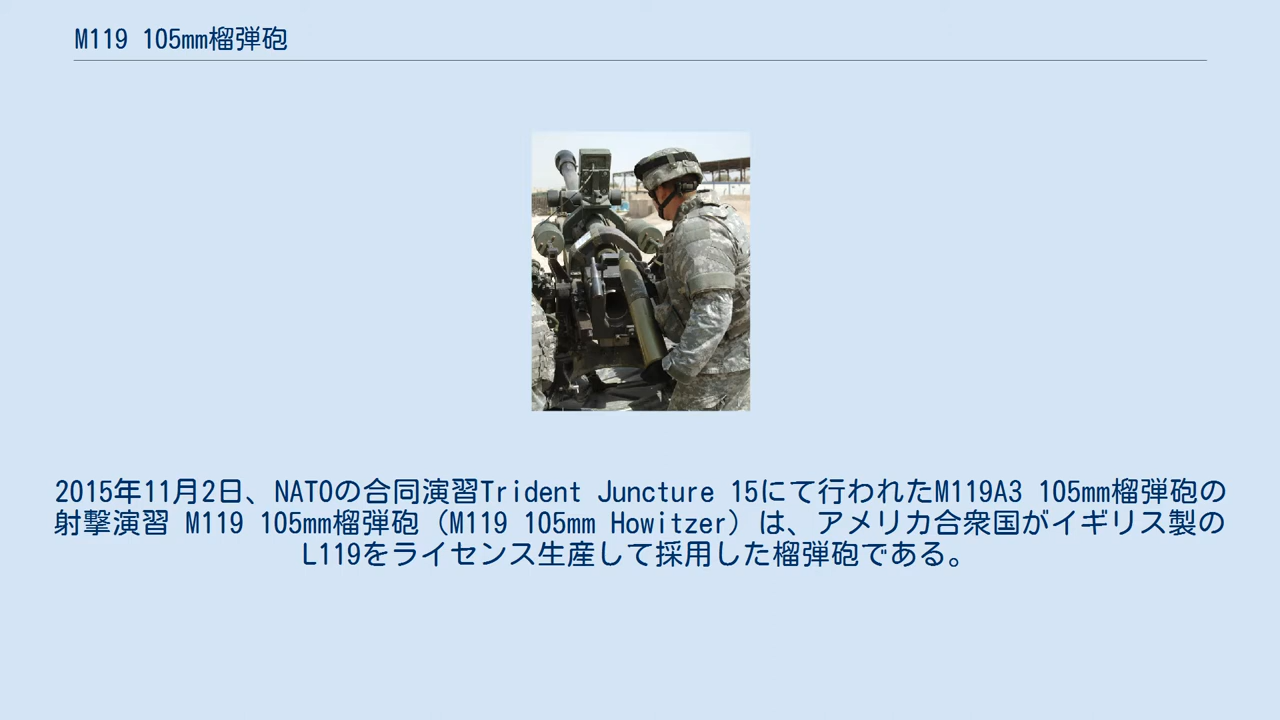 M119 105mm榴弾砲
2015年11月2日、NATOの合同演習Trident Juncture 15にて行われたM119A3 105mm榴弾砲の
射撃演習 M119 105mm榴弾砲（M119 105mm Howitzer）は、アメリカ合衆国がイギリス製の
L119をライセンス生産して採用した榴弾砲である。